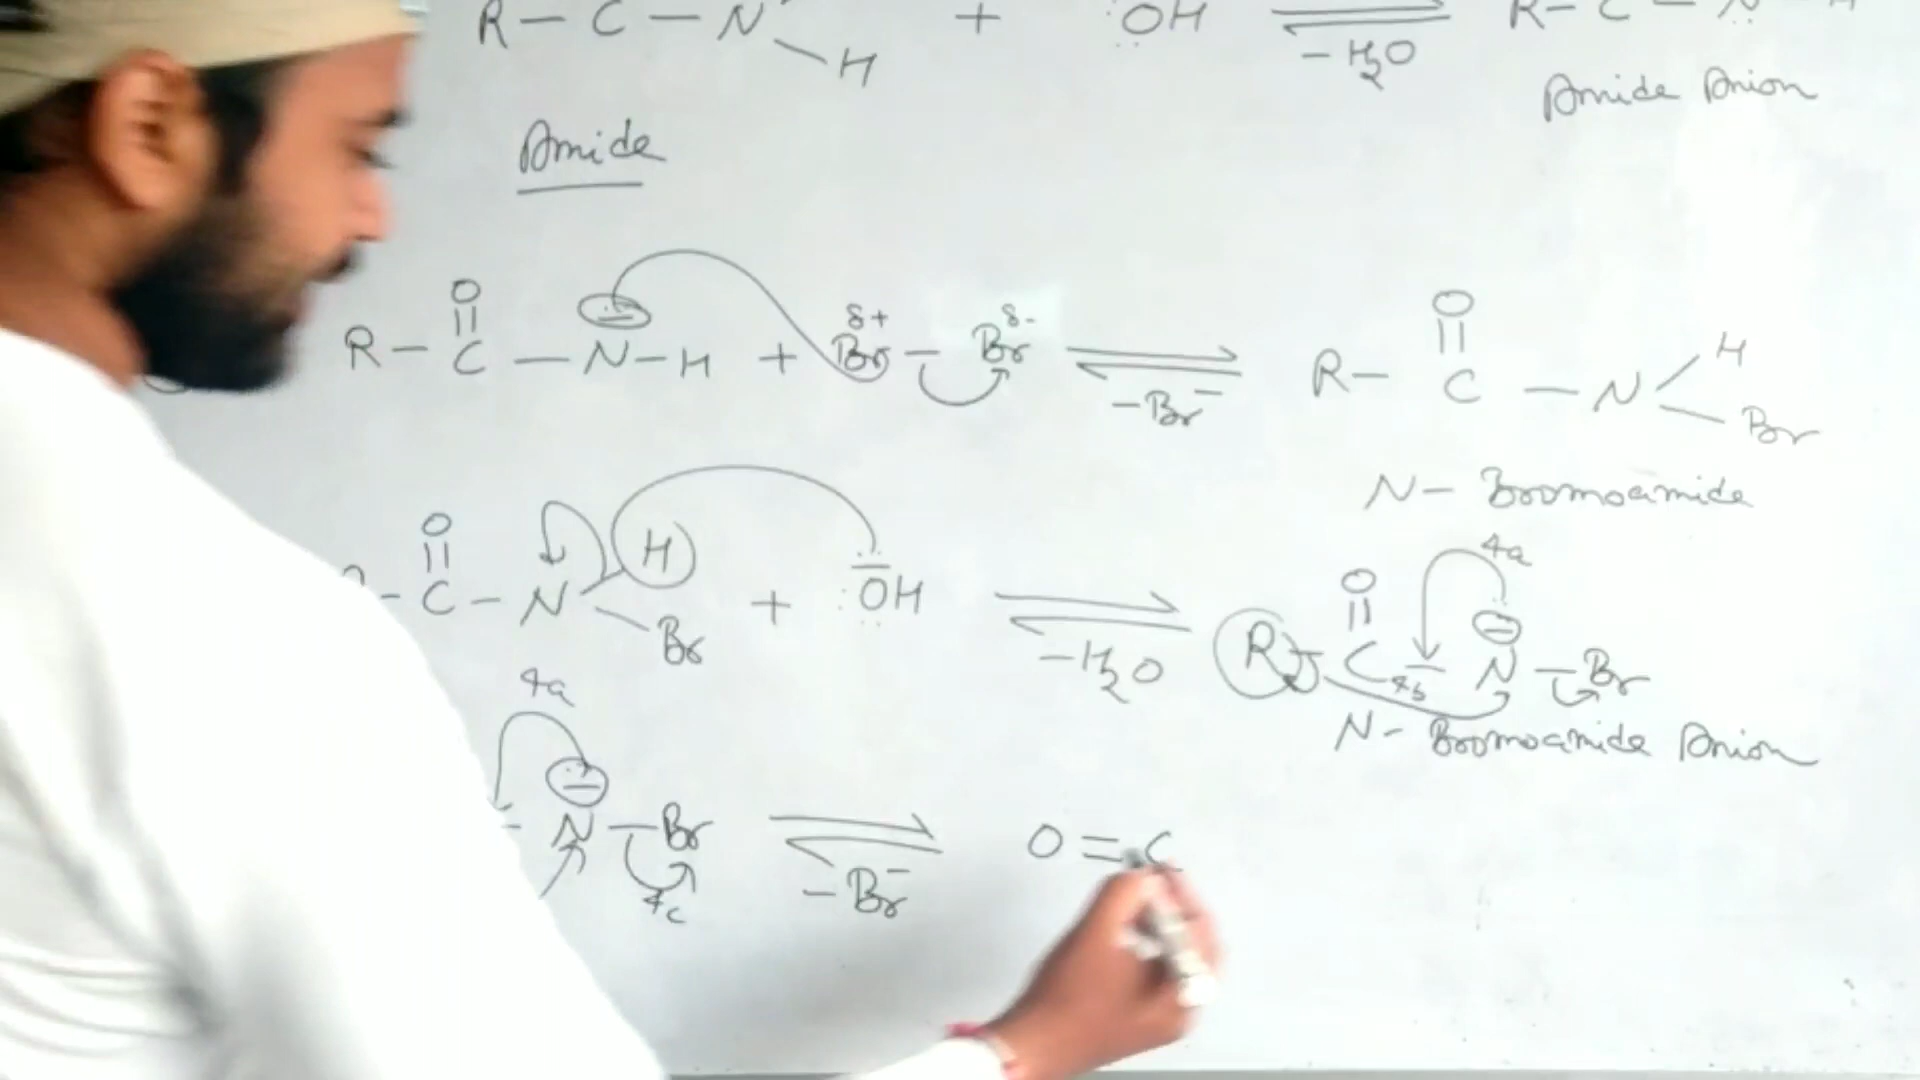 R – C – N – H + :OH ⇌ R – C – N – H
– H2O
Amide Anion
Amide
O O
|| ||
R – C – N – H + Br – Br ⇌ R – C – N – H
δ+ δ-
– Br⁻ Br
N – Bromoamide
4a
O O
|| ||
– C – N – H + :OH ⇌ R – C – N – Br
Br – H2O 4b
N – Bromoamide Anion
4a
– N – Br ⇌ O = C
4c – Br⁻